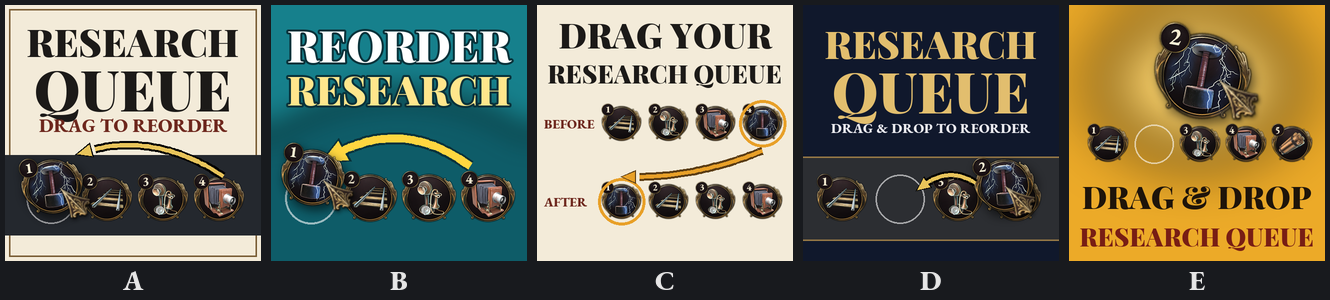 RESEARCH
QUEUE
DRAG TO REORDER
1
2
3
4
A
REORDER
RESEARCH
1
2
3
4
B
DRAG YOUR
RESEARCH QUEUE
BEFORE
1
2
3
AFTER
2
3
4
C
RESEARCH
QUEUE
DRAG & DROP TO REORDER
1
3
2
D
2
1
3
4
5
DRAG & DROP
RESEARCH QUEUE
E